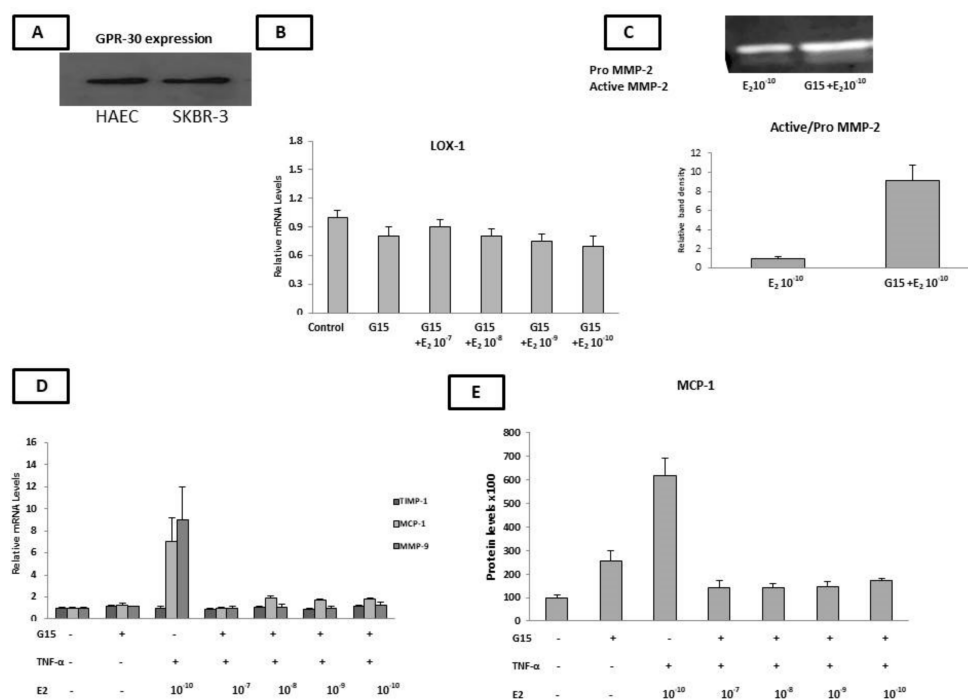 A
GPR-30 expression
HAEC SKBR-3
B
LOX-1
Relative mRNA Levels
1.8
1.5
1.2
0.9
0.6
0.3
0
Control G15 G15 G15 G15 G15
+E₂ 10⁻⁷ +E₂ 10⁻⁸ +E₂ 10⁻⁹ +E₂ 10⁻¹⁰
C
Pro MMP-2
Active MMP-2
E₂10⁻¹⁰ G15 +E₂10⁻¹⁰
Active/Pro MMP-2
Relative band density
12
10
8
6
4
2
0
E₂ 10⁻¹⁰ G15 +E₂ 10⁻¹⁰
D
Relative mRNA Levels
16
14
12
10
8
6
4
2
0
TIMP-1
MCP-1
MMP-9
G15 - + - + + + +
TNF-α - - + + + + +
E2 - - 10⁻¹⁰ 10⁻⁷ 10⁻⁸ 10⁻⁹ 10⁻¹⁰
E
MCP-1
Protein levels x100
800
700
600
500
400
300
200
100
0
G15 - + - + + + +
TNF-α - - + + + + +
E2 - - 10⁻¹⁰ 10⁻⁷ 10⁻⁸ 10⁻⁹ 10⁻¹⁰